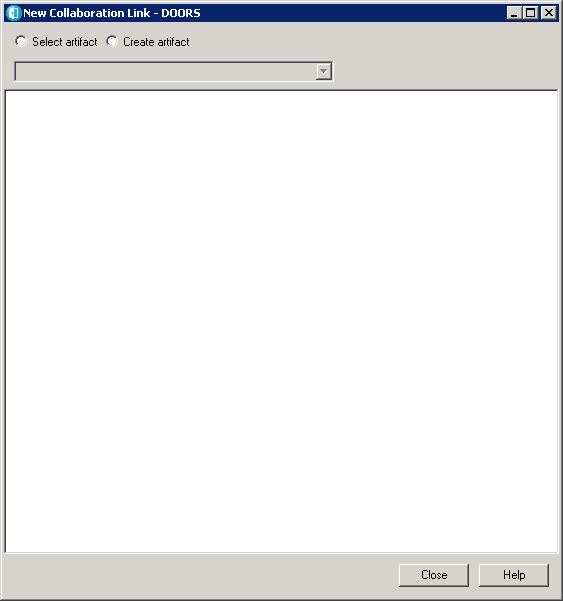 New Collaboration Link - DOORS
Select artifact Create artifact
Close Help